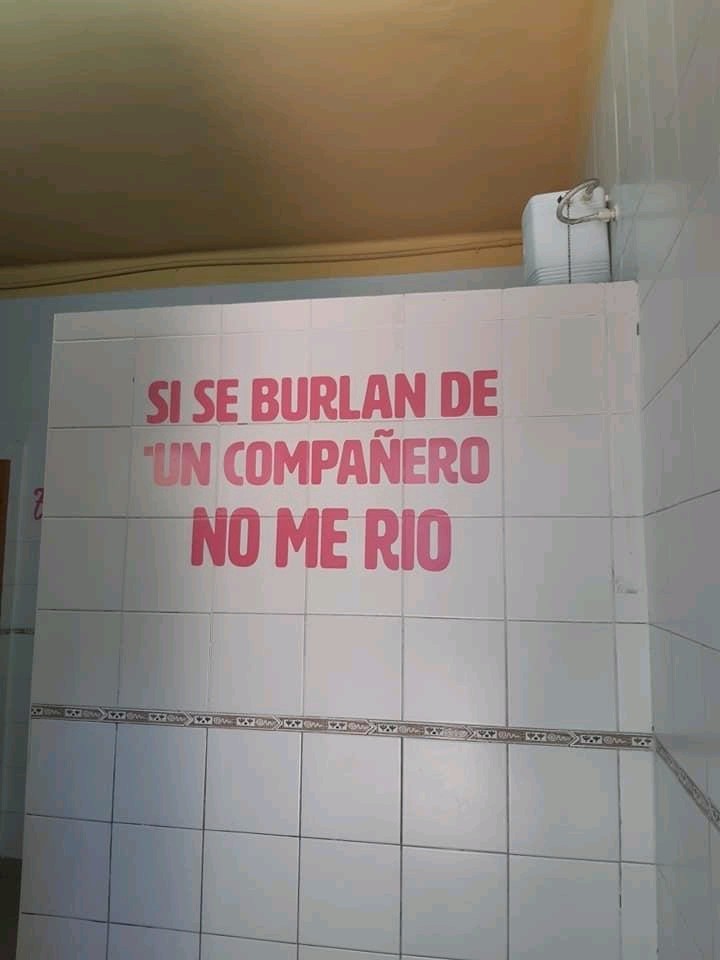 SI SE BURLAN DE
UN COMPAÑERO
NO ME RIO